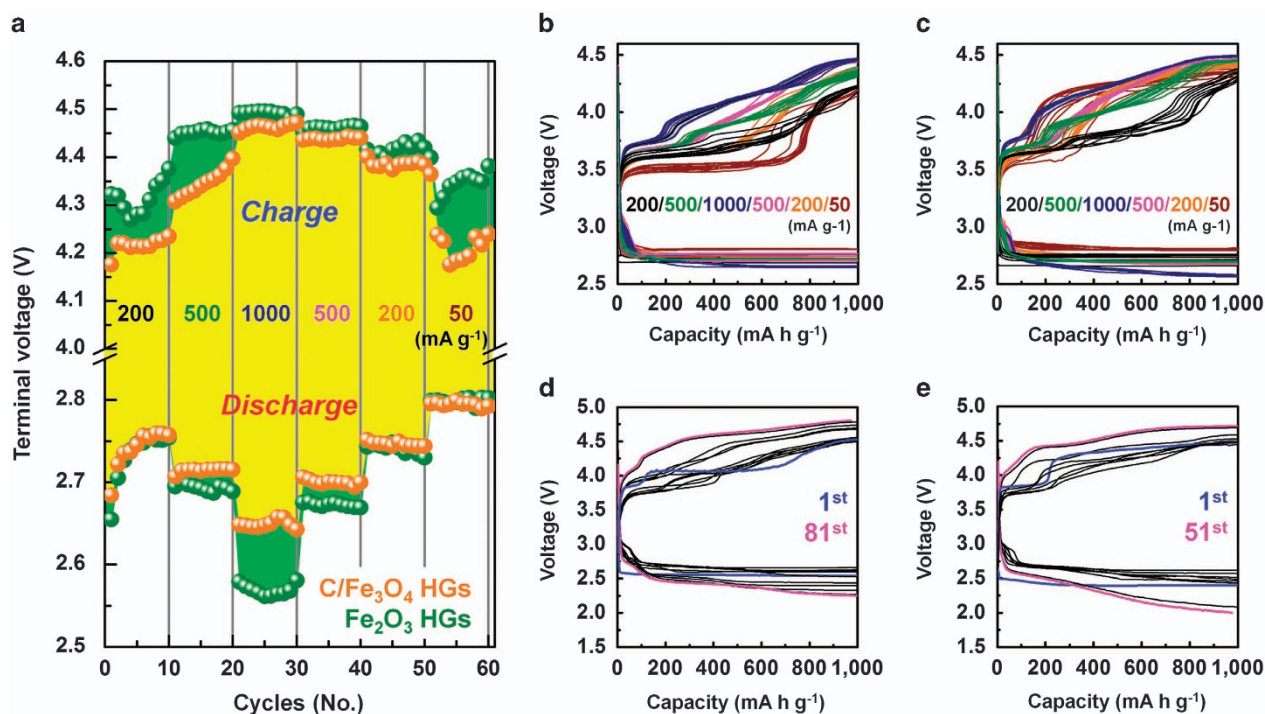 a
Terminal voltage (V)
4.6
4.5
4.4
4.3
4.2
4.1
4.0
2.8
2.7
2.6
2.5
Charge
200 500 1000 500 200 50
(mA g-1)
Discharge
C/Fe3O4 HGs
Fe2O3 HGs
0 10 20 30 40 50 60
Cycles (No.)
b
Voltage (V)
4.5
4.0
3.5
3.0
2.5
200/500/1000/500/200/50
(mA g-1)
0 200 400 600 800 1,000
Capacity (mA h g-1)
c
Voltage (V)
4.5
4.0
3.5
3.0
2.5
200/500/1000/500/200/50
(mA g-1)
0 200 400 600 800 1,000
Capacity (mA h g-1)
d
Voltage (V)
5.0
4.5
4.0
3.5
3.0
2.5
2.0
1.5
1st
81st
0 200 400 600 800 1,000
Capacity (mA h g-1)
e
Voltage (V)
5.0
4.5
4.0
3.5
3.0
2.5
2.0
1.5
1st
51st
0 200 400 600 800 1,000
Capacity (mA h g-1)